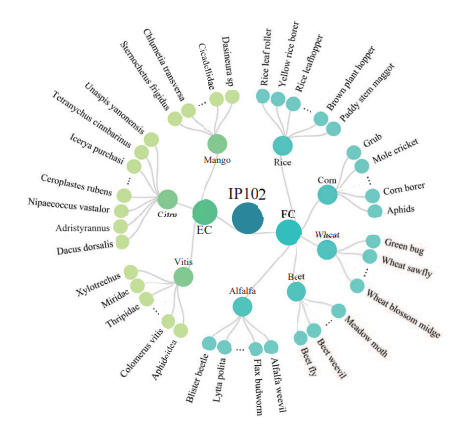 IP102
EC
FC
Mango
Sternochetus frigidus
Chlumetia transversa
...
Cicadellidae
Dasineura sp
Rice
Rice leaf roller
Yellow rice borer
Rice leafhopper
...
Brown plant hopper
Paddy stem maggot
Corn
Grub
Mole cricket
...
Corn borer
Aphids
Wheat
Green bug
Wheat sawfly
...
Wheat blossom midge
Beet
Meadow moth
...
Beet weevil
Beet fly
Alfalfa
Alfalfa weevil
Flax budworm
...
Lytta polita
Blister beetle
Vitis
Aphidoidea
Colomerus vitis
...
Thripidae
Miridae
Xylotrechus
Citru
Dacus dorsalis
Adristyrannus
Nipaecoccus vastalor
Ceroplastes rubens
...
Icerya purchasi
Tetranychus cinnbarinus
Unaspis yanonensis